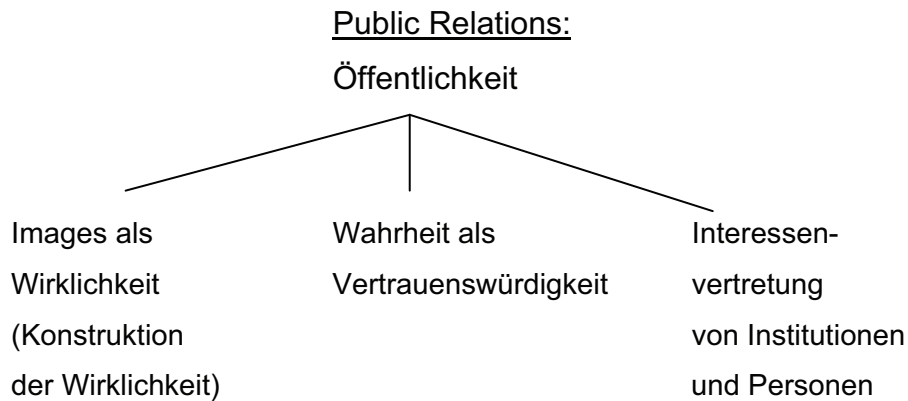 Public Relations:
Öffentlichkeit
Images als
Wirklichkeit
(Konstruktion
der Wirklichkeit)
Wahrheit als
Vertrauenswürdigkeit
Interessen-
vertretung
von Institutionen
und Personen